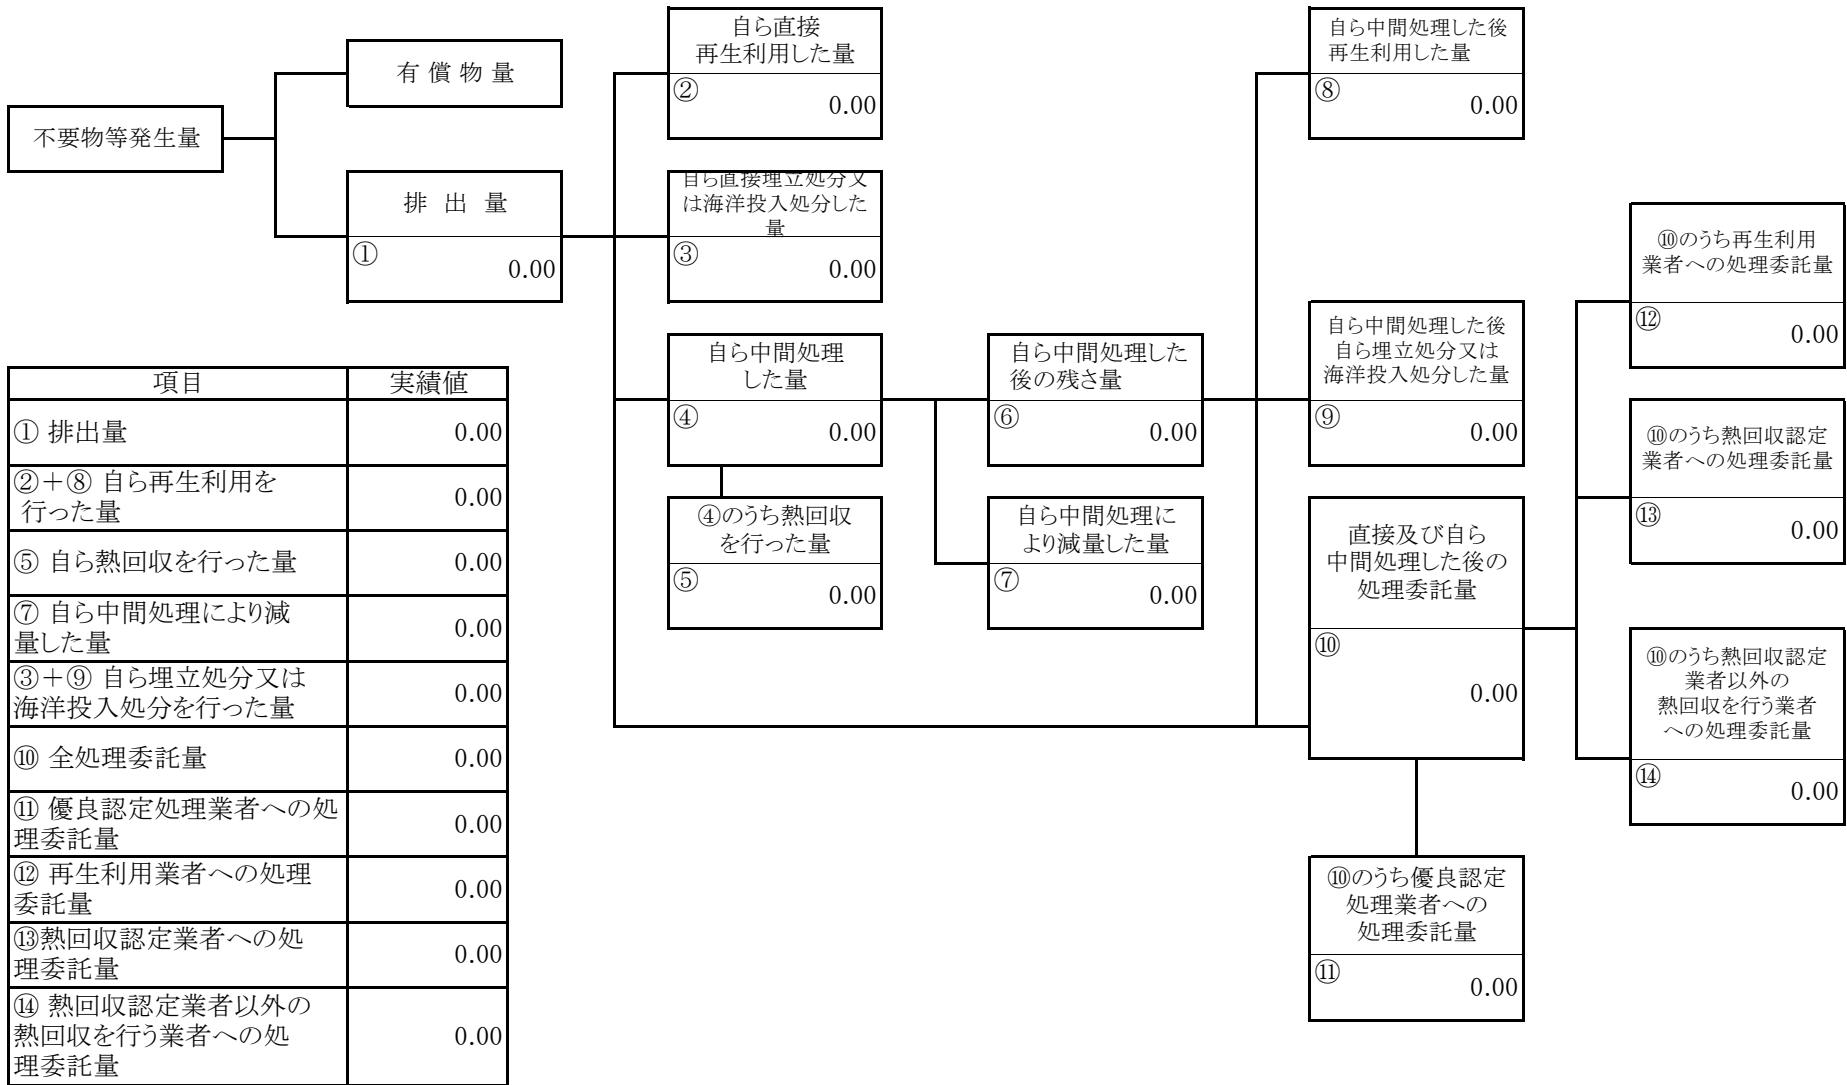 不要物等発生量
有 償 物 量
排 出 量
①
0.00
自ら直接
再生利用した量
②
0.00
自ら直接埋立処分又
は海洋投入処分した
量
③
0.00
自ら中間処理
した量
④
0.00
④のうち熱回収
を行った量
⑤
0.00
自ら中間処理した
後の残さ量
⑥
0.00
自ら中間処理に
より減量した量
⑦
0.00
自ら中間処理した後
再生利用した量
⑧
0.00
自ら中間処理した後
自ら埋立処分又は
海洋投入処分した量
⑨
0.00
直接及び自ら
中間処理した後の
処理委託量
⑩
0.00
⑩のうち優良認定
処理業者への
処理委託量
⑪
0.00
⑩のうち再生利用
業者への処理委託量
⑫
0.00
⑩のうち熱回収認定
業者への処理委託量
⑬
0.00
⑩のうち熱回収認定
業者以外の
熱回収を行う業者
への処理委託量
⑭
0.00
項目 実績値
① 排出量 0.00
②＋⑧ 自ら再生利用を
行った量 0.00
⑤ 自ら熱回収を行った量 0.00
⑦ 自ら中間処理により減
量した量 0.00
③＋⑨ 自ら埋立処分又は
海洋投入処分を行った量 0.00
⑩ 全処理委託量 0.00
⑪ 優良認定処理業者への処
理委託量 0.00
⑫ 再生利用業者への処理
委託量 0.00
⑬熱回収認定業者への処
理委託量 0.00
⑭ 熱回収認定業者以外の
熱回収を行う業者への処
理委託量 0.00